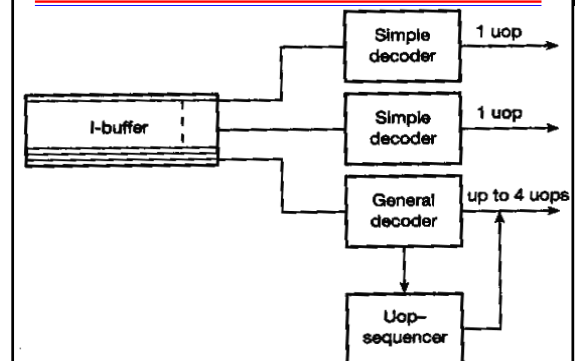 Simple
decoder
1 uop
I-buffer
Simple
decoder
1 uop
General
decoder
up to 4 uops
Uop-
sequencer